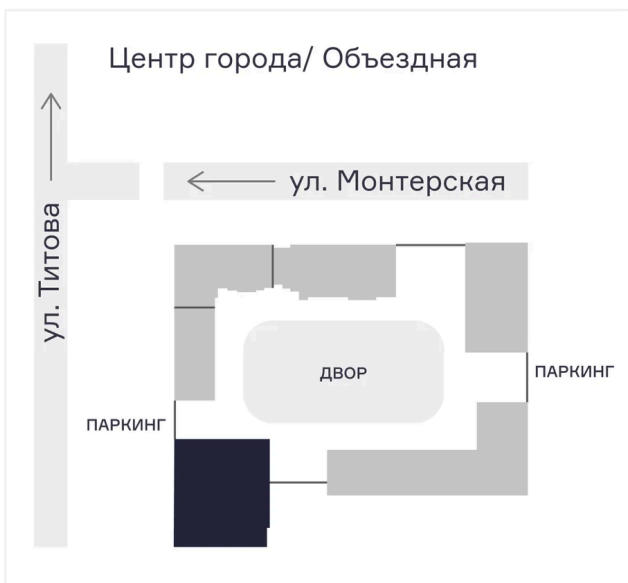 Центр города/ Объездная
ул. Монтерская
ул. Титова
ДВОР
ПАРКИНГ
ПАРКИНГ